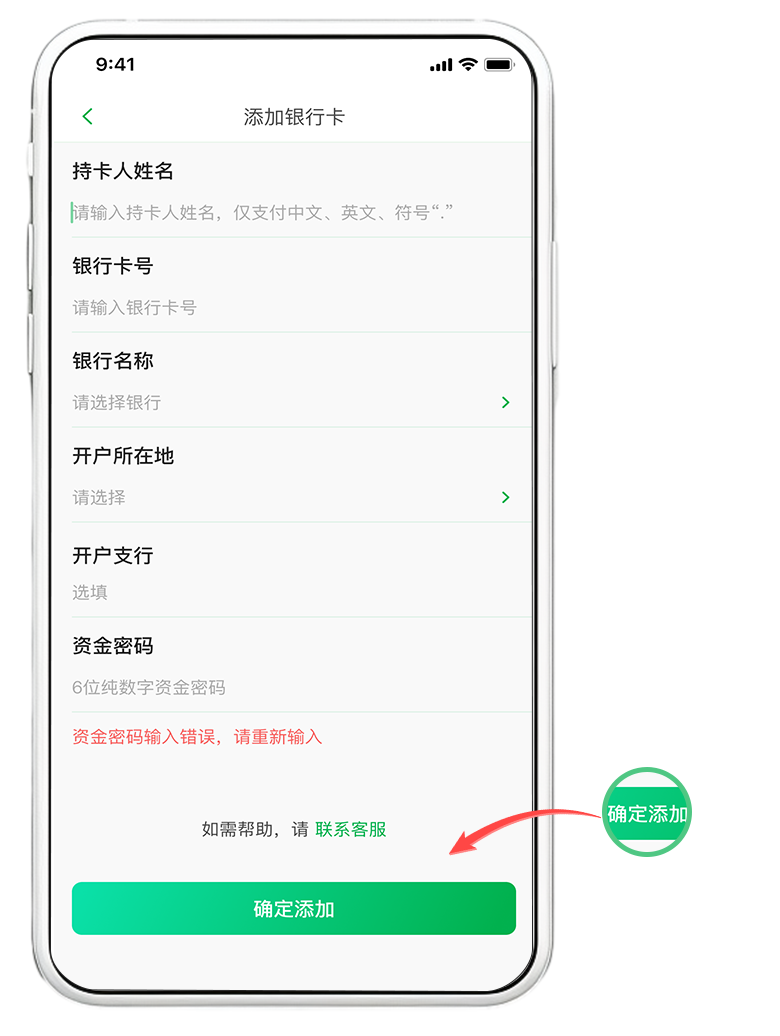 9:41
添加银行卡
持卡人姓名
请输入持卡人姓名，仅支付中文、英文、符号“.”
银行卡号
请输入银行卡号
银行名称
请选择银行
开户所在地
请选择
开户支行
选填
资金密码
6位纯数字资金密码
资金密码输入错误，请重新输入
确定添加
如需帮助，请 联系客服
确定添加